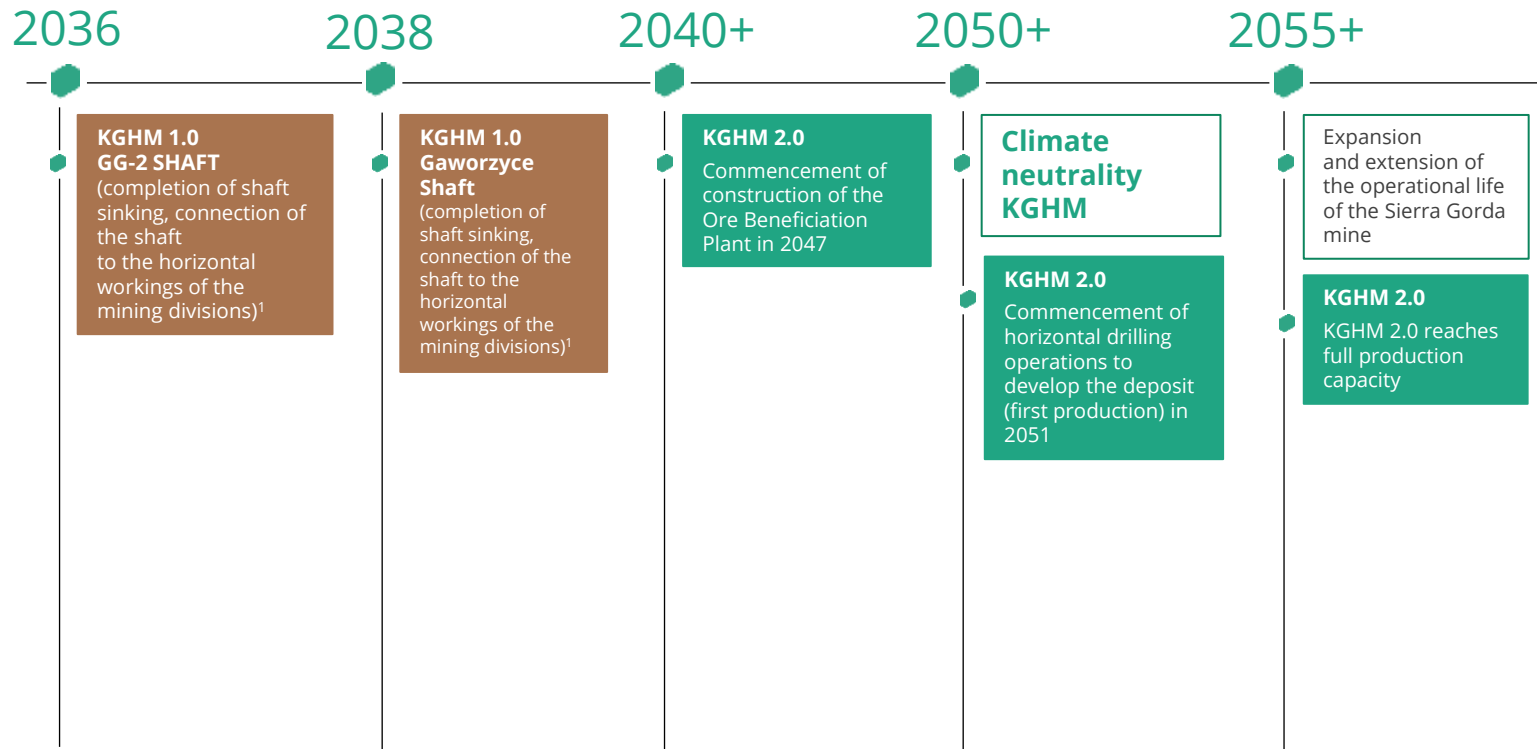 2036
2038
2040+
2050+
2055+
KGHM 1.0
GG-2 SHAFT
(completion of shaft
sinking, connection of
the shaft
to the horizontal
workings of the
mining divisions)¹
KGHM 1.0
Gaworzyce
Shaft
(completion of
shaft sinking,
connection of the
shaft to the
horizontal
workings of the
mining divisions)¹
KGHM 2.0
Commencement of
construction of the
Ore Beneficiation
Plant in 2047
Climate
neutrality
KGHM
KGHM 2.0
Commencement of
horizontal drilling
operations to
develop the deposit
(first production) in
2051
Expansion
and extension of
the operational life
of the Sierra Gorda
mine
KGHM 2.0
KGHM 2.0 reaches
full production
capacity